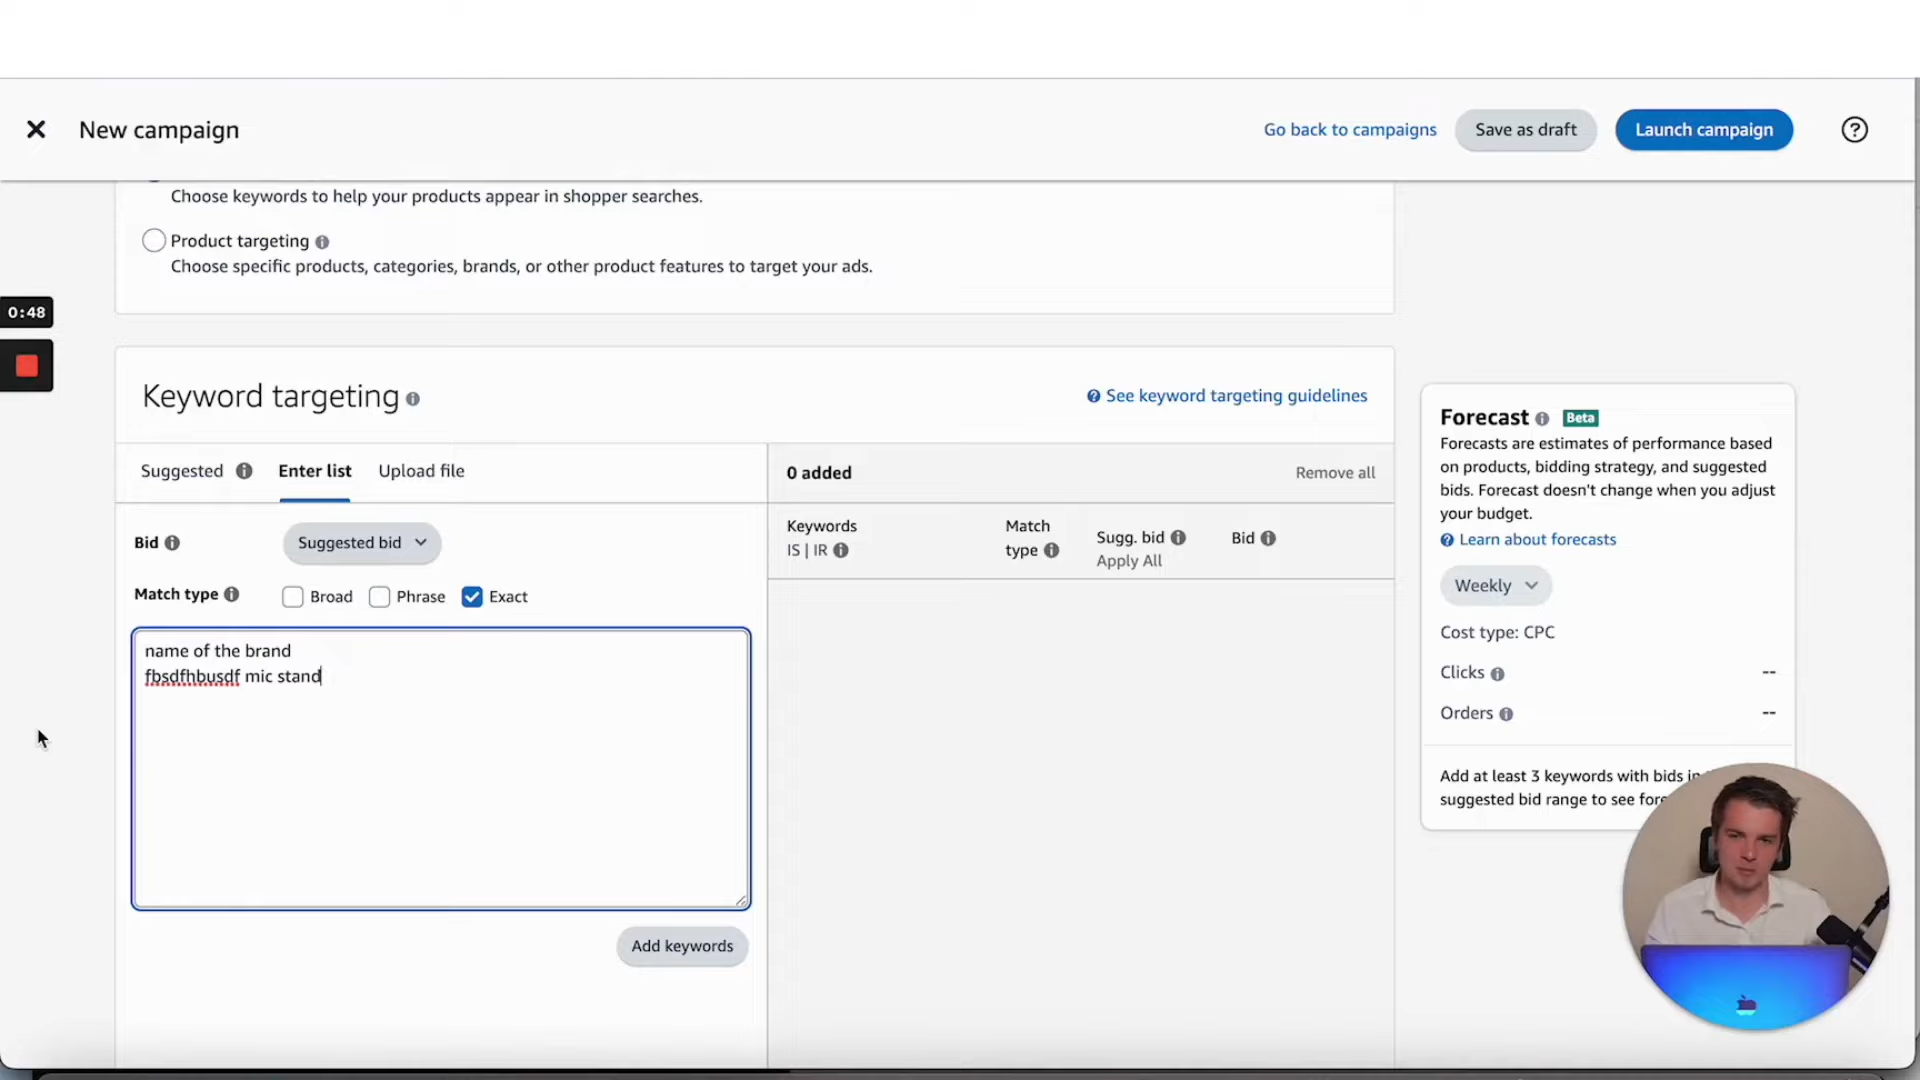 New campaign
Go back to campaigns
Save as draft
Launch campaign
Choose keywords to help your products appear in shopper searches.
Product targeting
Choose specific products, categories, brands, or other product features to target your ads.
0:48
Keyword targeting
See keyword targeting guidelines
Suggested
Enter list
Upload file
0 added
Remove all
Bid
Suggested bid
Match type
Broad
Phrase
Exact
name of the brand
fbsdfhbusdf mic stand
Add keywords
Keywords
IS | IR
Match
type
Sugg. bid
Apply All
Bid
Forecast Beta
Forecasts are estimates of performance based
on products, bidding strategy, and suggested
bids. Forecast doesn't change when you adjust
your budget.
Learn about forecasts
Weekly
Cost type: CPC
Clicks --
Orders --
Add at least 3 keywords with bids in
suggested bid range to see